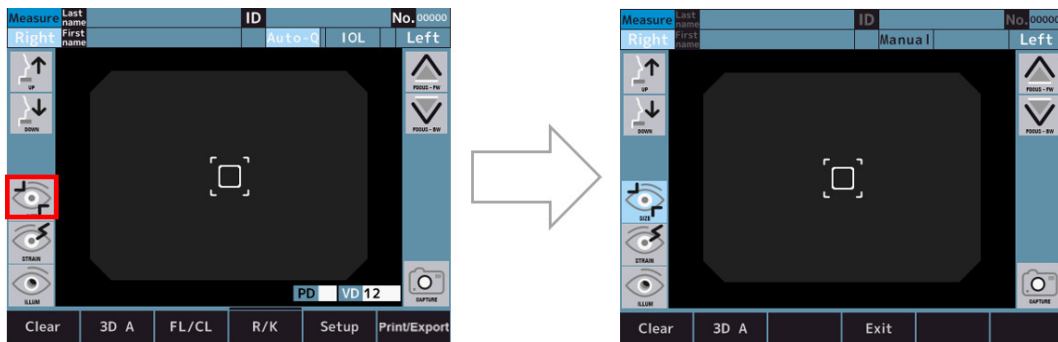 Measure Last name ID No. 00000
Right First name Auto-Q IOL Left
UP FOCUS-FW
DOWN FOCUS-BW
STRAIN
ILLUM PD VD 12 CAPTURE
Clear 3D A FL/CL R/K Setup Print/Export
Measure Last name ID No. 00000
Right First name Manual Left
UP FOCUS-FW
DOWN FOCUS-BW
SIZE
STRAIN
ILLUM CAPTURE
Clear 3D A Exit